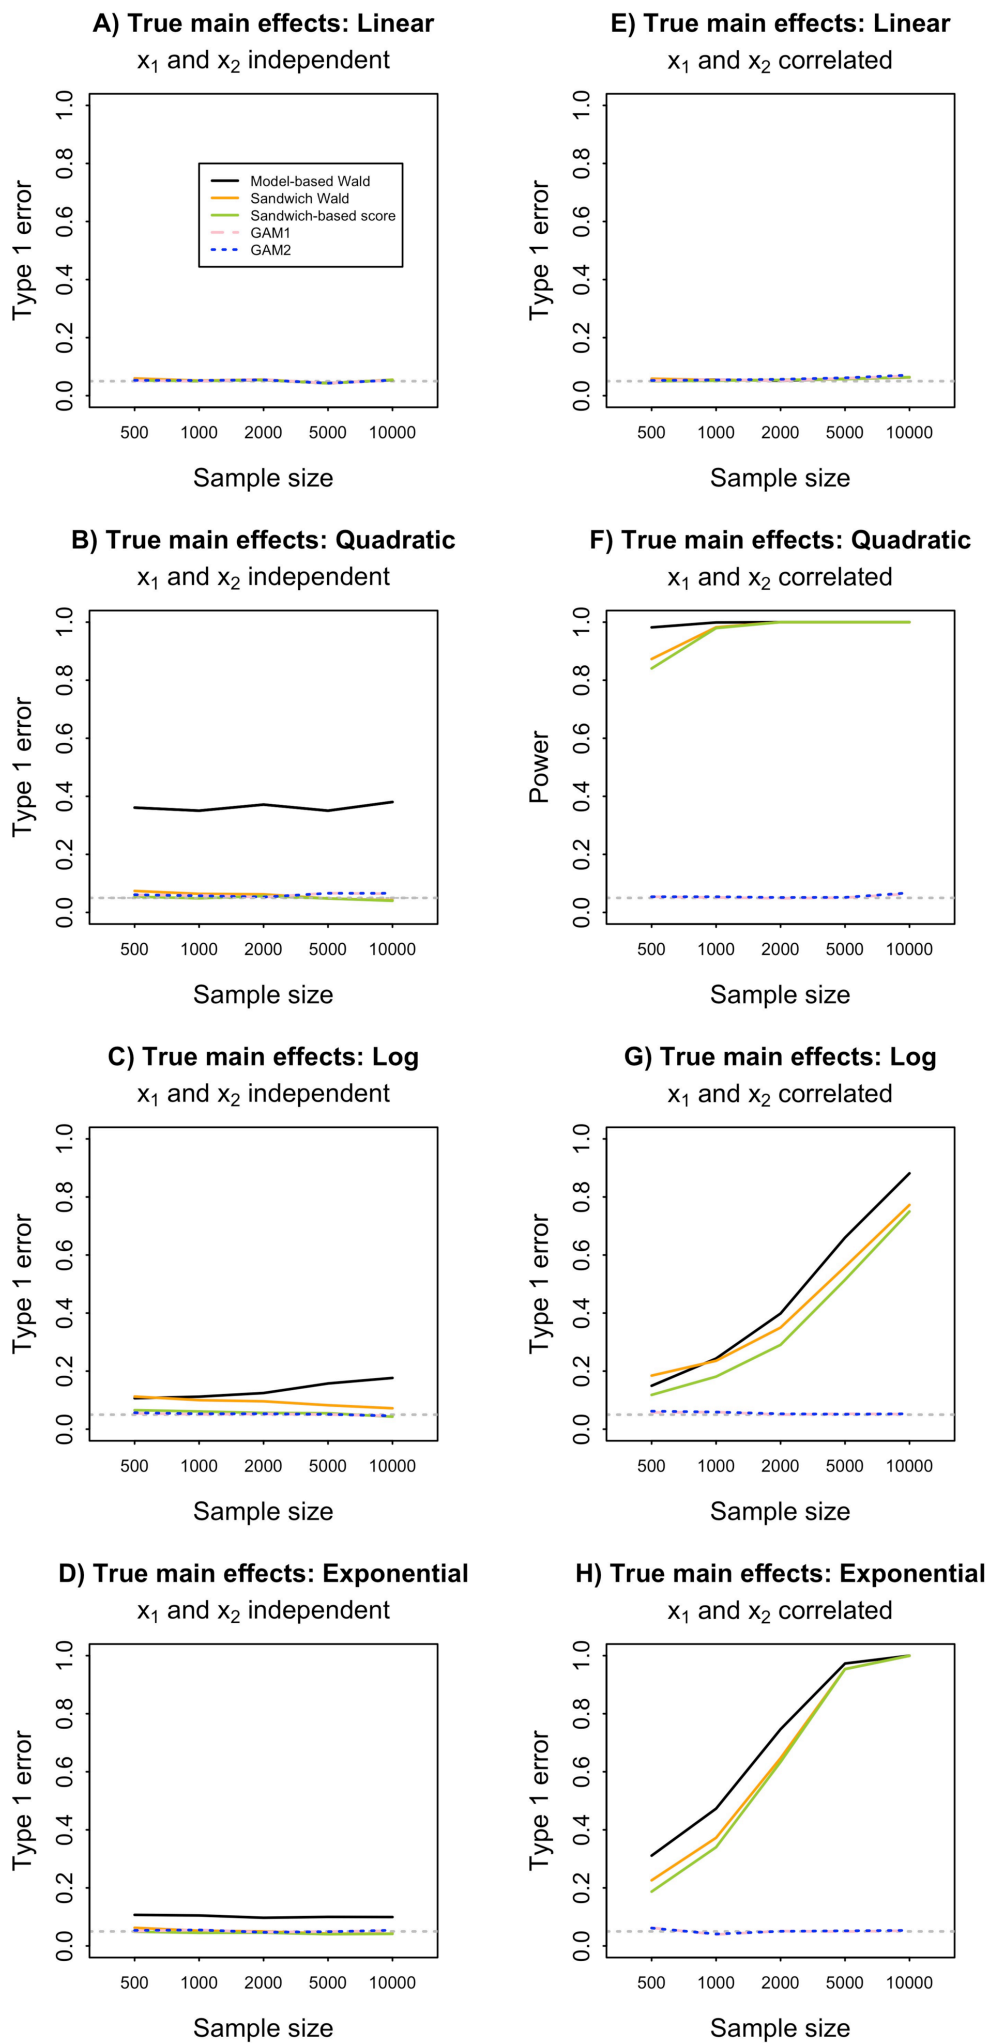 A) True main effects: Linear
x₁ and x₂ independent
Type 1 error
0.0 0.2 0.4 0.6 0.8 1.0
Model-based Wald
Sandwich Wald
Sandwich-based score
GAM1
GAM2
500 1000 2000 5000 10000
Sample size
E) True main effects: Linear
x₁ and x₂ correlated
Type 1 error
0.0 0.2 0.4 0.6 0.8 1.0
500 1000 2000 5000 10000
Sample size
B) True main effects: Quadratic
x₁ and x₂ independent
Type 1 error
0.0 0.2 0.4 0.6 0.8 1.0
500 1000 2000 5000 10000
Sample size
F) True main effects: Quadratic
x₁ and x₂ correlated
Power
0.0 0.2 0.4 0.6 0.8 1.0
500 1000 2000 5000 10000
Sample size
C) True main effects: Log
x₁ and x₂ independent
Type 1 error
0.0 0.2 0.4 0.6 0.8 1.0
500 1000 2000 5000 10000
Sample size
G) True main effects: Log
x₁ and x₂ correlated
Type 1 error
0.0 0.2 0.4 0.6 0.8 1.0
500 1000 2000 5000 10000
Sample size
D) True main effects: Exponential
x₁ and x₂ independent
Type 1 error
0.0 0.2 0.4 0.6 0.8 1.0
500 1000 2000 5000 10000
Sample size
H) True main effects: Exponential
x₁ and x₂ correlated
Type 1 error
0.0 0.2 0.4 0.6 0.8 1.0
500 1000 2000 5000 10000
Sample size